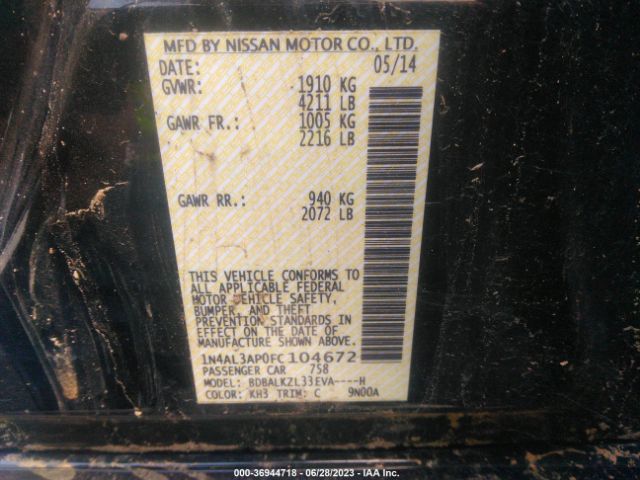 MFD BY NISSAN MOTOR CO., LTD.
DATE: 05/14
GVWR: 1910 KG
4211 LB
GAWR FR.: 1005 KG
2216 LB
GAWR RR.: 940 KG
2072 LB
THIS VEHICLE CONFORMS TO
ALL APPLICABLE FEDERAL
MOTOR VEHICLE SAFETY,
BUMPER, AND THEFT
PREVENTION STANDARDS IN
EFFECT ON THE DATE OF
MANUFACTURE SHOWN ABOVE.
1N4AL3AP0FC104672
PASSENGER CAR 758
MODEL: BDBALKZL33EVA----H
COLOR: KH3 TRIM: C 9N00A
000-36944718 - 06/28/2023 - IAA Inc.